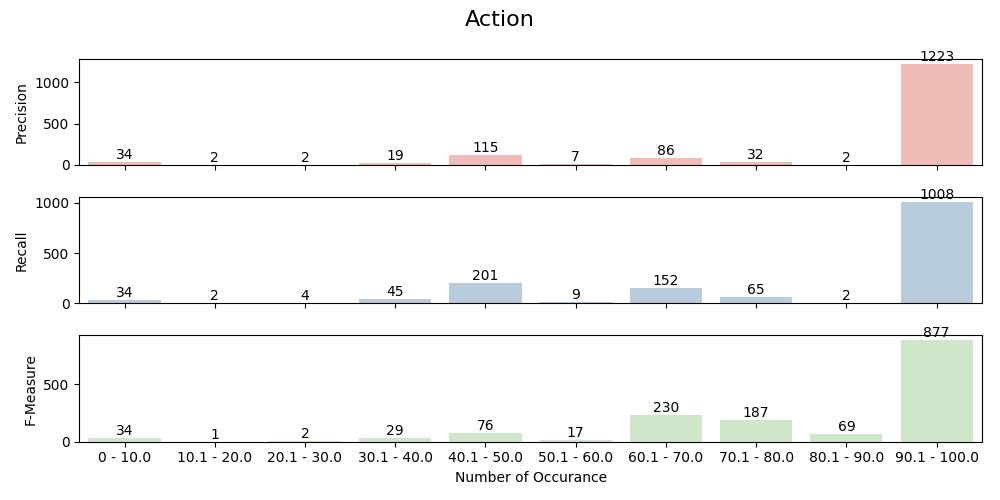 Action
Precision
1000
500
0
34 2 2 19 115 7 86 32 2 1223
Recall
1000
500
0
34 2 4 45 201 9 152 65 2 1008
F-Measure
500
0
34 1 2 29 76 17 230 187 69 877
0 - 10.0 10.1 - 20.0 20.1 - 30.0 30.1 - 40.0 40.1 - 50.0 50.1 - 60.0 60.1 - 70.0 70.1 - 80.0 80.1 - 90.0 90.1 - 100.0
Number of Occurance